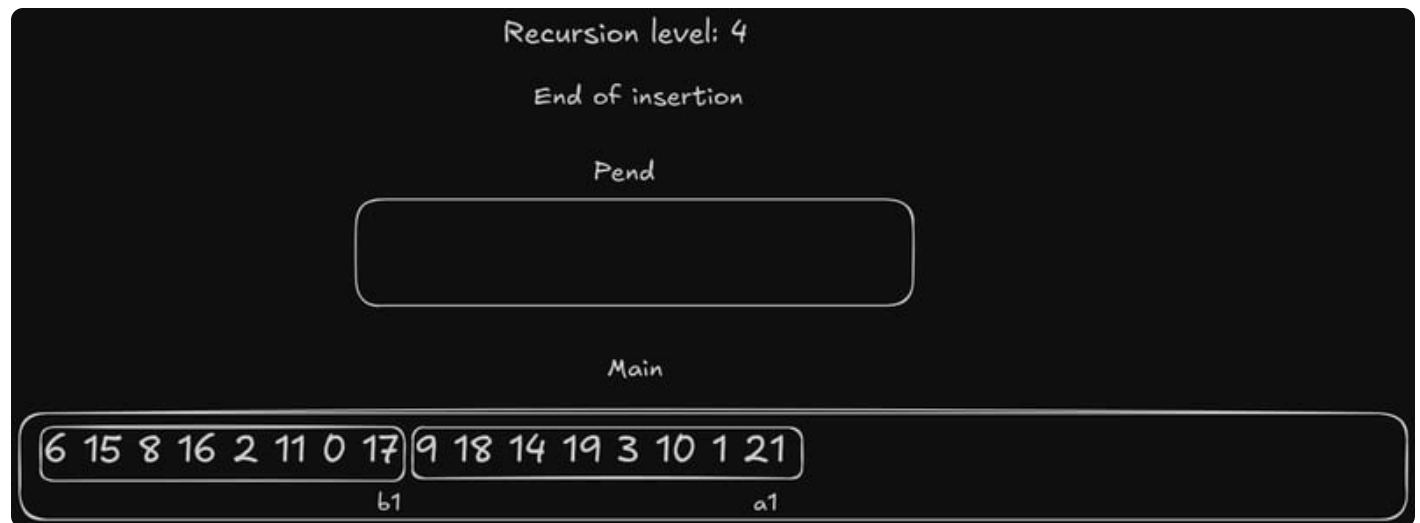 Recursion level: 4
End of insertion
Pend
Main
6 15 8 16 2 11 0 17 9 18 14 19 3 10 1 21
b1 a1